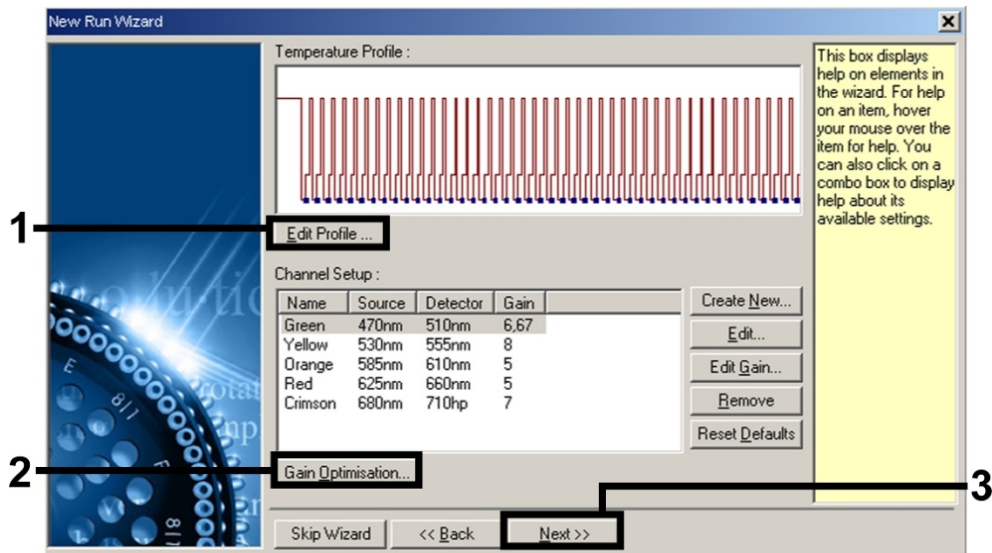 New Run Wizard
Temperature Profile :
This box displays
help on elements in
the wizard. For help
on an item, hover
your mouse over the
item for help. You
can also click on a
combo box to display
help about its
available settings.
1
Edit Profile ...
Channel Setup :
Name Source Detector Gain
Green 470nm 510nm 6,67
Yellow 530nm 555nm 8
Orange 585nm 610nm 5
Red 625nm 660nm 5
Crimson 680nm 710hp 7
Create New...
Edit...
Edit Gain...
Remove
Reset Defaults
2
Gain Optimisation...
3
Skip Wizard << Back Next >>